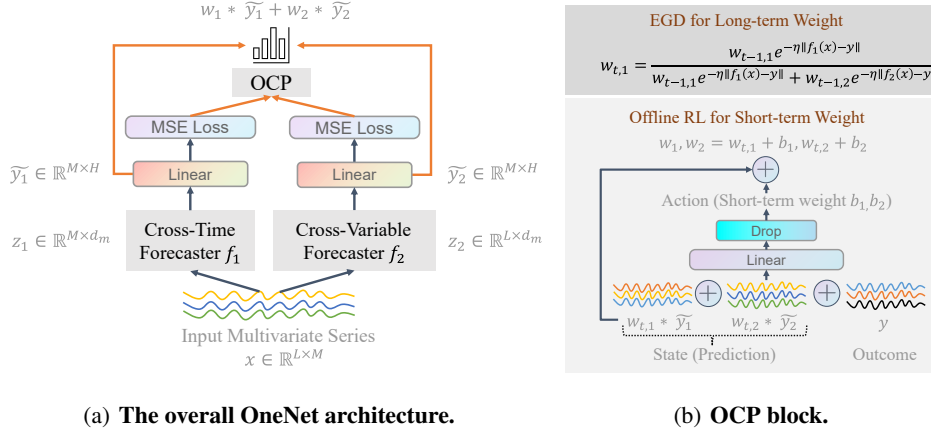 w₁ * ỹ₁ + w₂ * ỹ₂
OCP
MSE Loss
MSE Loss
ỹ₁ ∈ ℝ^{M×H}
Linear
Linear
ỹ₂ ∈ ℝ^{M×H}
z₁ ∈ ℝ^{M×d_m}
Cross-Time
Forecaster f₁
Cross-Variable
Forecaster f₂
z₂ ∈ ℝ^{L×d_m}
Input Multivariate Series
x ∈ ℝ^{L×M}
(a) The overall OneNet architecture.
EGD for Long-term Weight
w_{t,1} = \frac{w_{t-1,1}e^{-η‖f₁(x)-y‖}}{w_{t-1,1}e^{-η‖f₁(x)-y‖} + w_{t-1,2}e^{-η‖f₂(x)-y‖}}
Offline RL for Short-term Weight
w₁, w₂ = w_{t,1} + b₁, w_{t,2} + b₂
+
Action (Short-term weight b₁,b₂)
Drop
Linear
+ +
w_{t,1} * ỹ₁ w_{t,2} * ỹ₂ y
State (Prediction) Outcome
(b) OCP block.